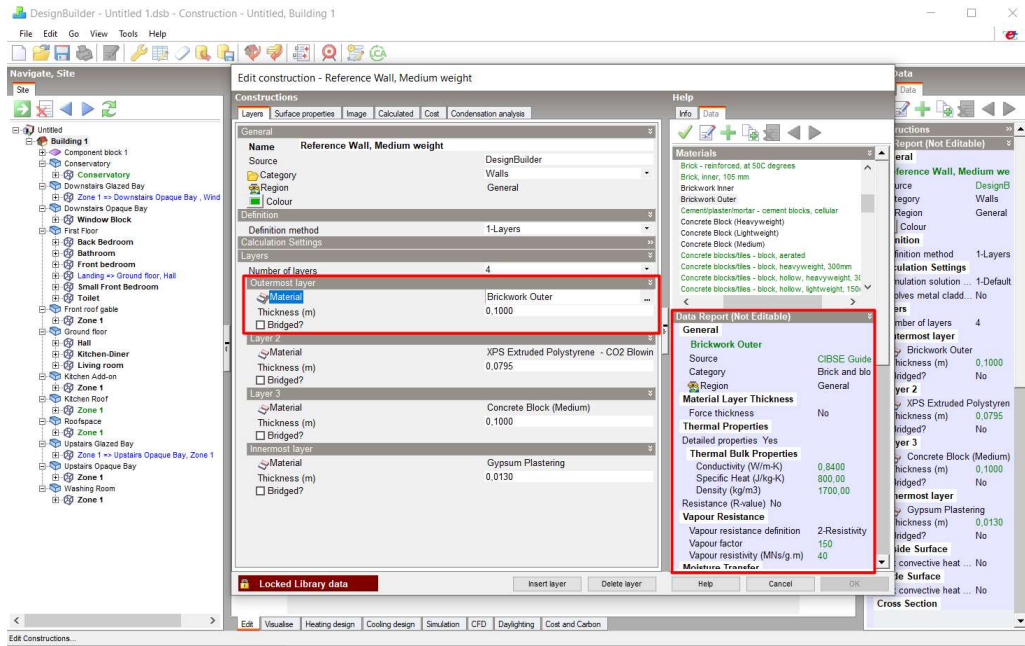 DesignBuilder - Untitled 1.dsb - Construction - Untitled, Building 1
File Edit Go View Tools Help
Navigate, Site
Site
Untitled
Building 1
Component block 1
Conservatory
Conservatory
Downstairs Glazed Bay
Zone 1 => Downstairs Opaque Bay , Wind
Downstairs Opaque Bay
Window Block
First Floor
Back Bedroom
Bathroom
Front bedroom
Landing => Ground floor, Hall
Small Front Bedroom
Toilet
Front roof gable
Zone 1
Ground floor
Hall
Kitchen-Diner
Living room
Kitchen Add-on
Zone 1
Kitchen Roof
Zone 1
Roofspace
Zone 1
Upstairs Glazed Bay
Zone 1 => Upstairs Opaque Bay, Zone 1
Upstairs Opaque Bay
Zone 1
Washing Room
Zone 1
Edit Constructions...
Edit construction - Reference Wall, Medium weight
Constructions
Layers Surface properties Image Calculated Cost Condensation analysis
General
Name Reference Wall, Medium weight
Source DesignBuilder
Category Walls
Region General
Colour
Definition
Definition method 1-Layers
Calculation Settings
Layers
Number of layers 4
Outermost layer
Material Brickwork Outer ...
Thickness (m) 0,1000
Bridged?
Layer 2
Material XPS Extruded Polystyrene - CO2 Blowin
Thickness (m) 0,0795
Bridged?
Layer 3
Material Concrete Block (Medium)
Thickness (m) 0,1000
Bridged?
Innermost layer
Material Gypsum Plastering
Thickness (m) 0,0130
Bridged?
Locked Library data
Insert layer Delete layer
Help Cancel OK
Edit Visualise Heating design Cooling design Simulation CFD Daylighting Cost and Carbon
Help
Info Data
Materials
Brick - reinforced, at 50C degrees
Brick, inner, 105 mm
Brickwork Inner
Brickwork Outer
Cement/plaster/mortar - cement blocks, cellular
Concrete Block (Heavyweight)
Concrete Block (Lightweight)
Concrete Block (Medium)
Concrete blocks/tiles - block, aerated
Concrete blocks/tiles - block, heavyweight, 300mm
Concrete blocks/tiles - block, hollow, heavyweight, 3(
Concrete blocks/tiles - block, hollow, lightweight, 150
Data Report (Not Editable)
General
Brickwork Outer
Source CIBSE Guide
Category Brick and blo
Region General
Material Layer Thickness
Force thickness No
Thermal Properties
Detailed properties Yes
Thermal Bulk Properties
Conductivity (W/m-K) 0,8400
Specific Heat (J/kg-K) 800,00
Density (kg/m3) 1700,00
Resistance (R-value) No
Vapour Resistance
Vapour resistance definition 2-Resistivity
Vapour factor 150
Vapour resistivity (MNs/g.m) 40
Moisture Transfer
Data
Data
ructions
Report (Not Editable)
eral
ference Wall, Medium we
urce DesignB
tegory Walls
Region General
Colour
nition
finition method 1-Layers
culation Settings
mulation solution ... 1-Default
olves metal cladd... No
ers
mber of layers 4
termost layer
Brickwork Outer
hickness (m) 0,1000
ridged? No
yer 2
XPS Extruded Polystyren
hickness (m) 0,0795
ridged? No
yer 3
Concrete Block (Medium)
hickness (m) 0,1000
ridged? No
nermost layer
Gypsum Plastering
hickness (m) 0,0130
ridged? No
side Surface
convective heat ... No
de Surface
convective heat ... No
Cross Section